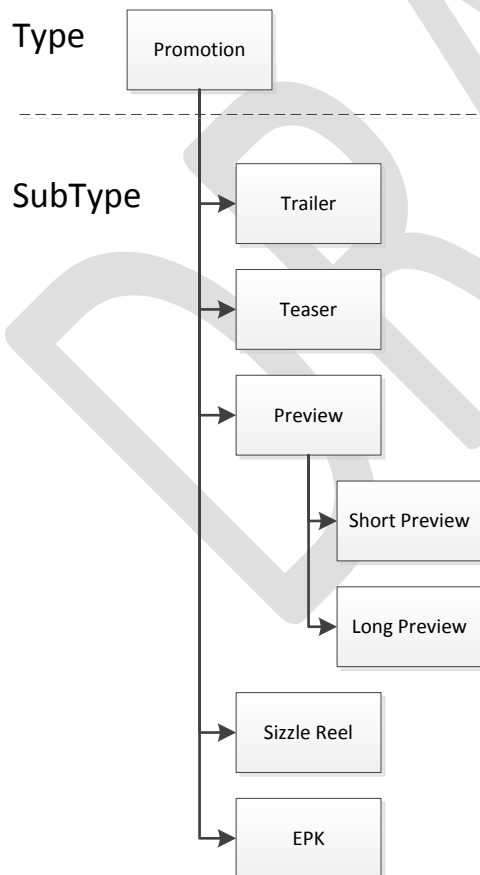 Type
Promotion
SubType
Trailer
Teaser
Preview
Short Preview
Long Preview
Sizzle Reel
EPK